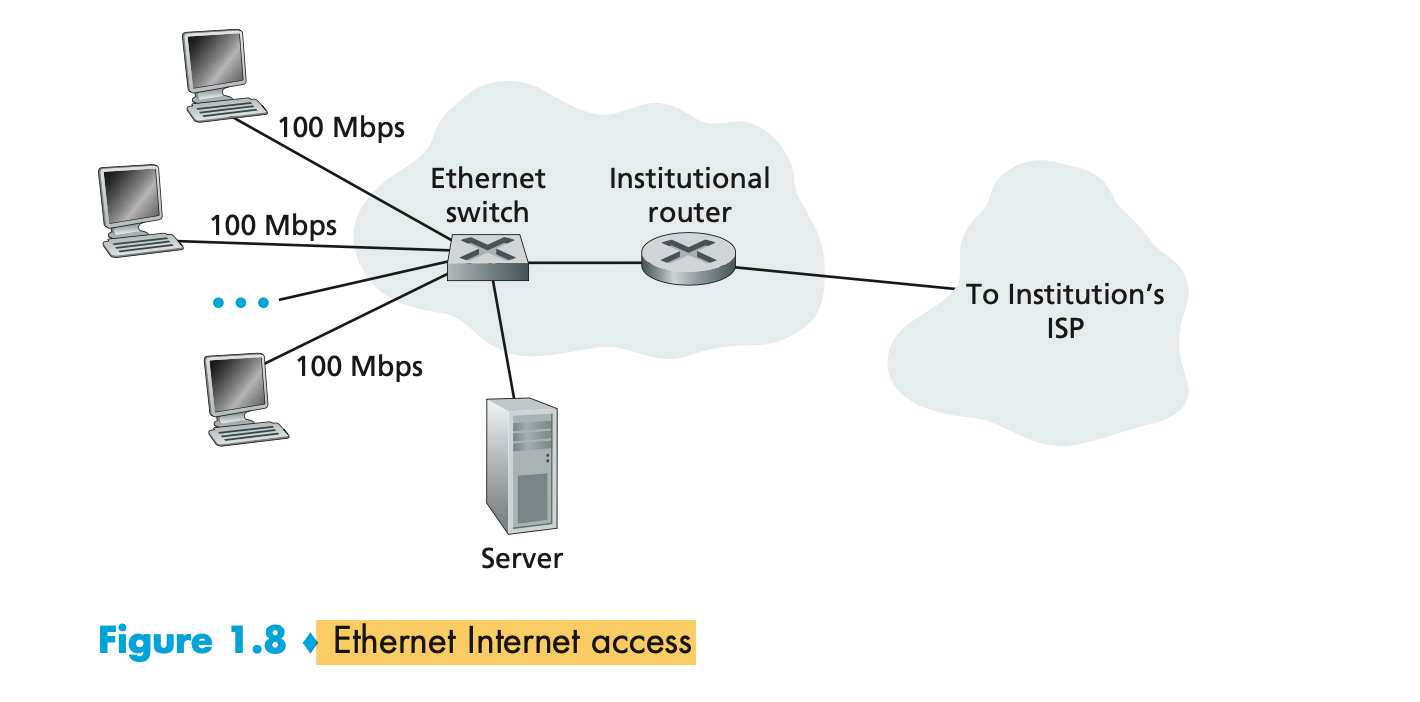 100 Mbps
Ethernet
switch
Institutional
router
100 Mbps
To Institution’s
ISP
100 Mbps
Server
Figure 1.8 ♦ Ethernet Internet access